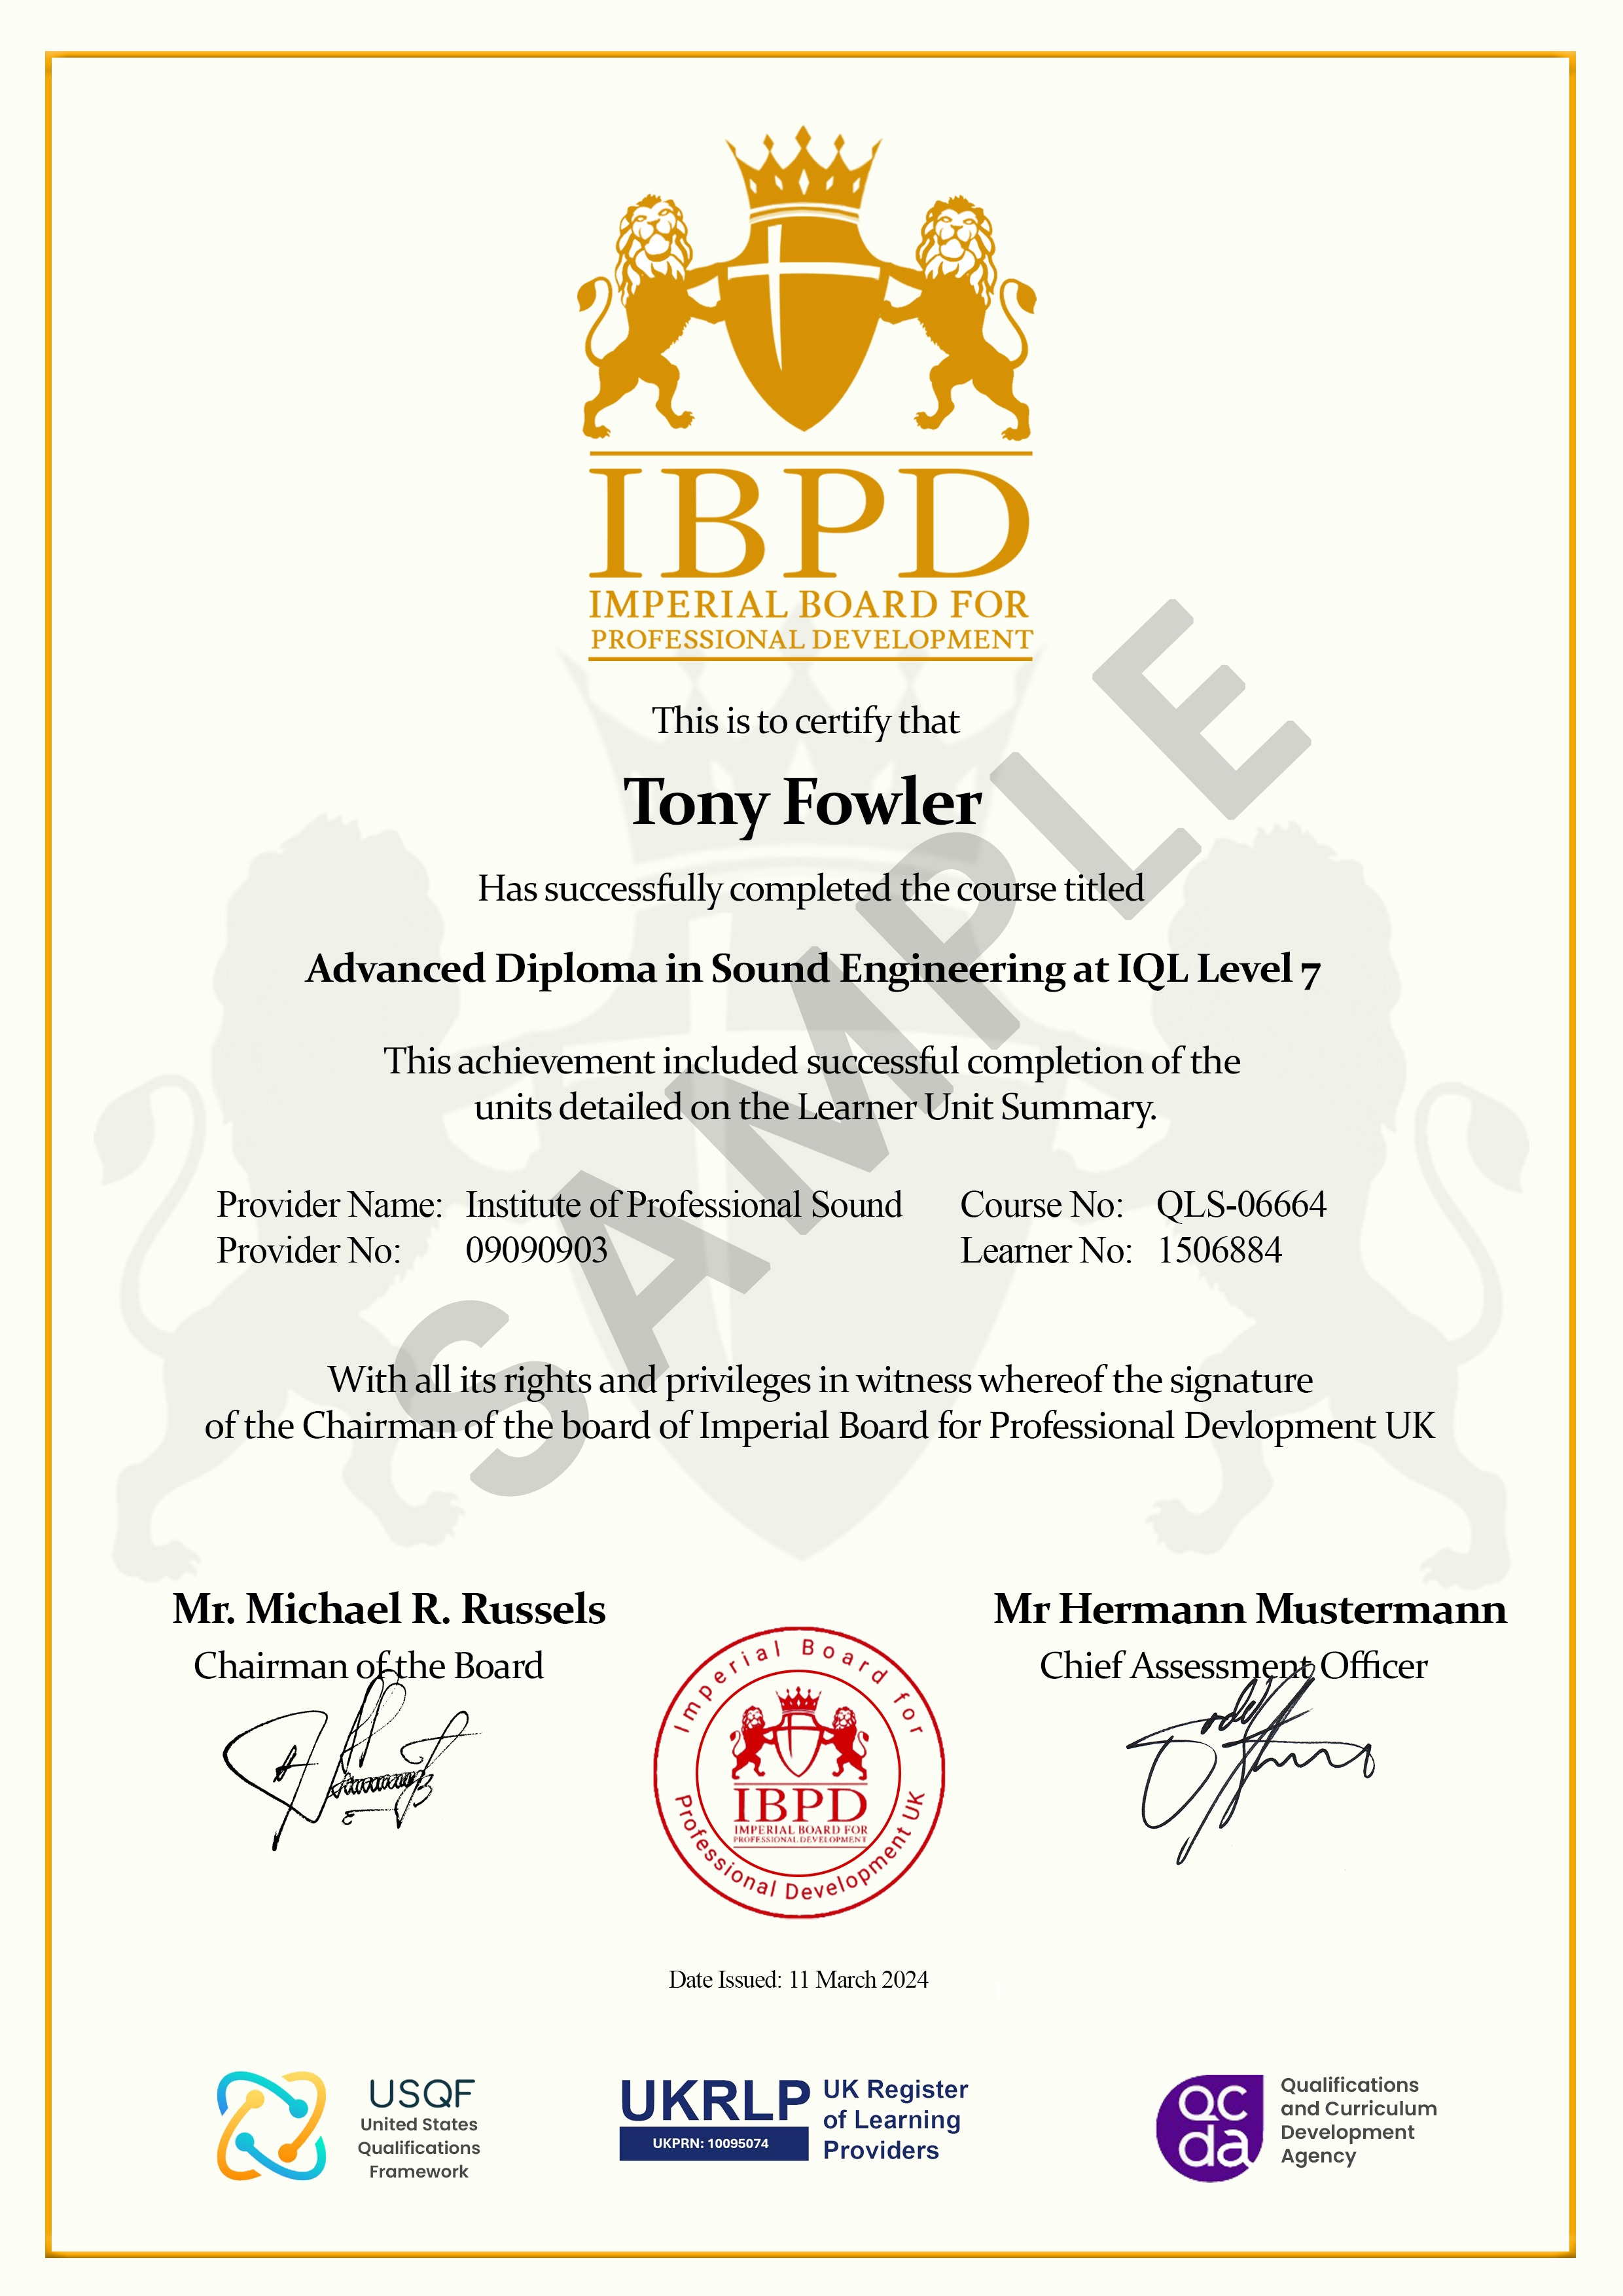 IBPD
IMPERIAL BOARD FOR
PROFESSIONAL DEVELOPMENT
This is to certify that
Tony Fowler
Has successfully completed the course titled
Advanced Diploma in Sound Engineering at IQL Level 7
This achievement included successful completion of the
units detailed on the Learner Unit Summary.
Provider Name: Institute of Professional Sound Course No: QLS-06664
Provider No: 09090903 Learner No: 1506884
SAMPLE
With all its rights and privileges in witness whereof the signature
of the Chairman of the board of Imperial Board for Professional Devlopment UK
Mr. Michael R. Russels
Chairman of the Board
Mr Hermann Mustermann
Chief Assessment Officer
Imperial Board for
IBPD
IMPERIAL BOARD FOR
PROFESSIONAL DEVELOPMENT
Professional Development UK
Date Issued: 11 March 2024
USQF
United States
Qualifications
Framework
UKRLP
UKPRN: 10095074
UK Register
of Learning
Providers
QC
da
Qualifications
and Curriculum
Development
Agency